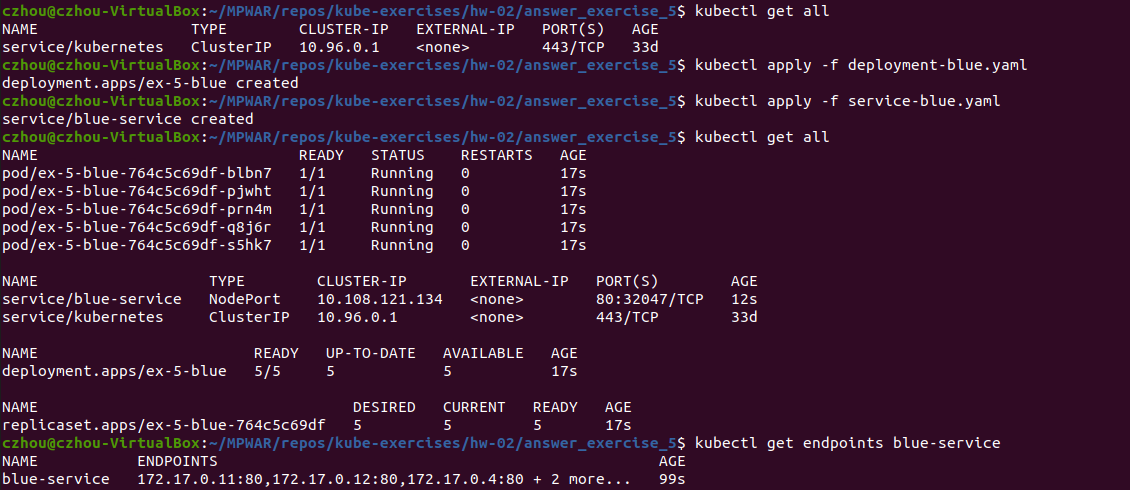 czhou@czhou-VirtualBox:~/MPWAR/repos/kube-exercises/hw-02/answer_exercise_5$ kubectl get all
NAME                 TYPE        CLUSTER-IP   EXTERNAL-IP   PORT(S)   AGE
service/kubernetes   ClusterIP   10.96.0.1    <none>        443/TCP   33d
czhou@czhou-VirtualBox:~/MPWAR/repos/kube-exercises/hw-02/answer_exercise_5$ kubectl apply -f deployment-blue.yaml
deployment.apps/ex-5-blue created
czhou@czhou-VirtualBox:~/MPWAR/repos/kube-exercises/hw-02/answer_exercise_5$ kubectl apply -f service-blue.yaml
service/blue-service created
czhou@czhou-VirtualBox:~/MPWAR/repos/kube-exercises/hw-02/answer_exercise_5$ kubectl get all
NAME                             READY   STATUS    RESTARTS   AGE
pod/ex-5-blue-764c5c69df-blbn7   1/1     Running   0          17s
pod/ex-5-blue-764c5c69df-pjwht   1/1     Running   0          17s
pod/ex-5-blue-764c5c69df-prn4m   1/1     Running   0          17s
pod/ex-5-blue-764c5c69df-q8j6r   1/1     Running   0          17s
pod/ex-5-blue-764c5c69df-s5hk7   1/1     Running   0          17s
NAME                   TYPE        CLUSTER-IP       EXTERNAL-IP   PORT(S)        AGE
service/blue-service   NodePort    10.108.121.134   <none>        80:32047/TCP   12s
service/kubernetes     ClusterIP   10.96.0.1        <none>        443/TCP        33d
NAME                        READY   UP-TO-DATE   AVAILABLE   AGE
deployment.apps/ex-5-blue   5/5     5            5           17s
NAME                                   DESIRED   CURRENT   READY   AGE
replicaset.apps/ex-5-blue-764c5c69df   5         5         5       17s
czhou@czhou-VirtualBox:~/MPWAR/repos/kube-exercises/hw-02/answer_exercise_5$ kubectl get endpoints blue-service
NAME           ENDPOINTS                                                AGE
blue-service   172.17.0.11:80,172.17.0.12:80,172.17.0.4:80 + 2 more...   99s